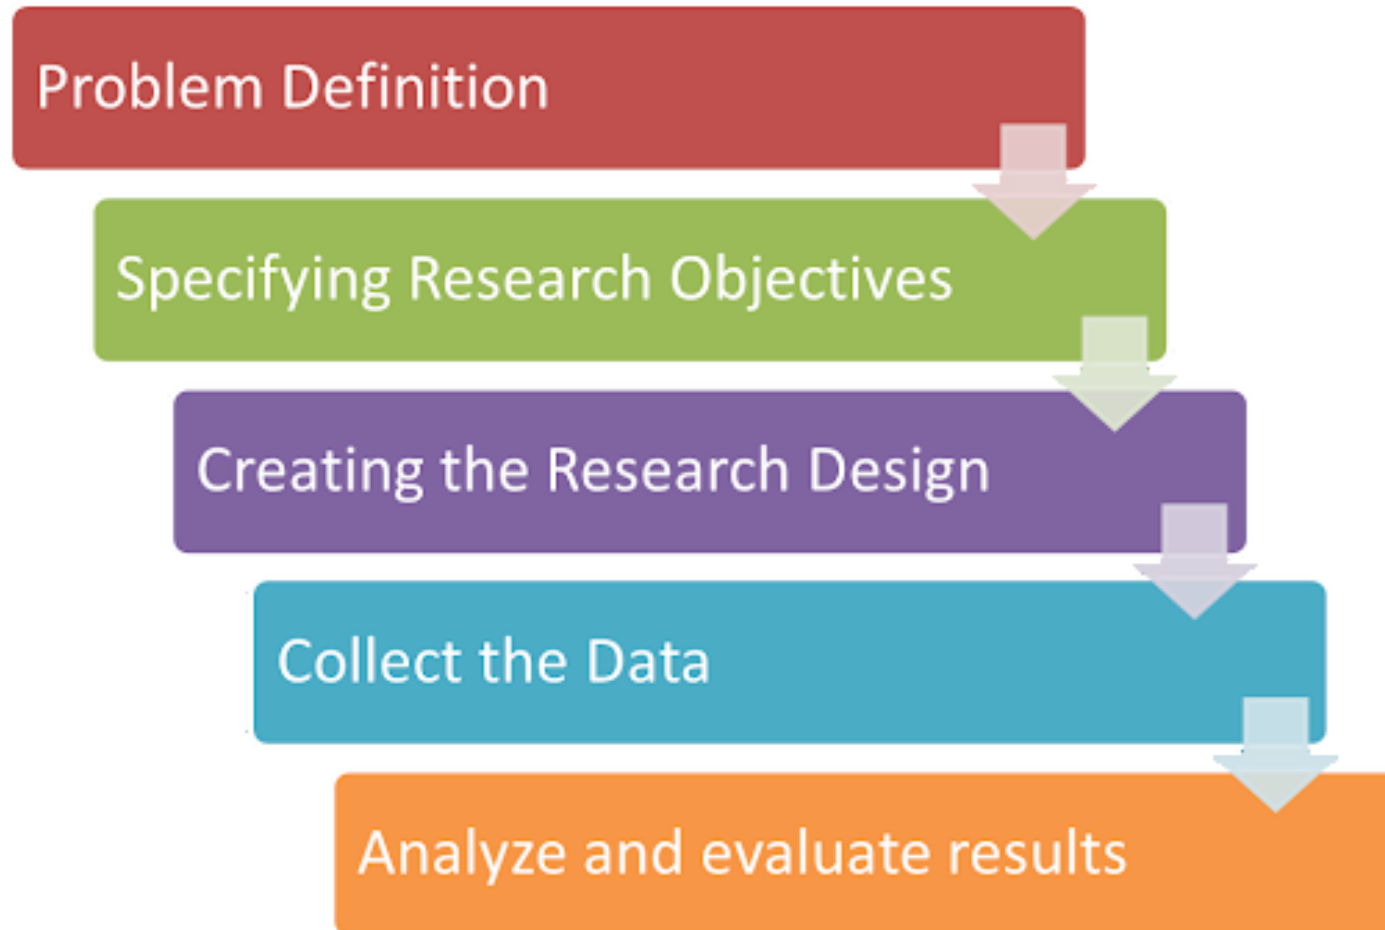 Problem Definition
Specifying Research Objectives
Creating the Research Design
Collect the Data
Analyze and evaluate results